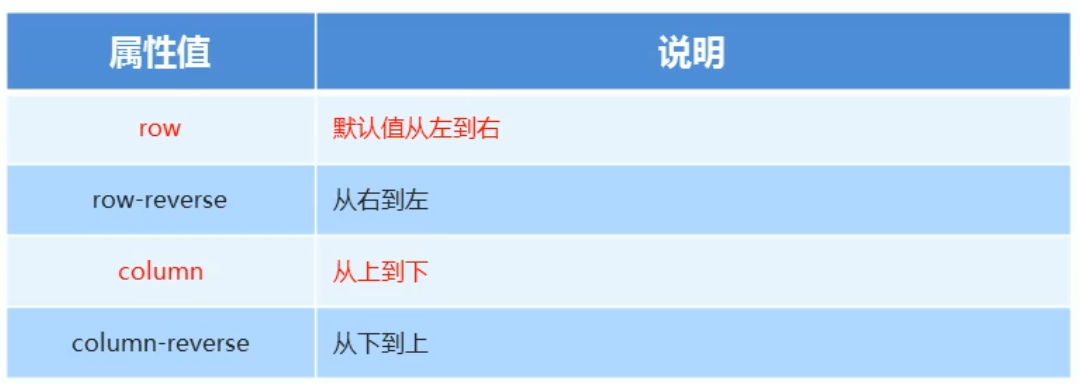 属性值 说明
row 默认值从左到右
row-reverse 从右到左
column 从上到下
column-reverse 从下到上